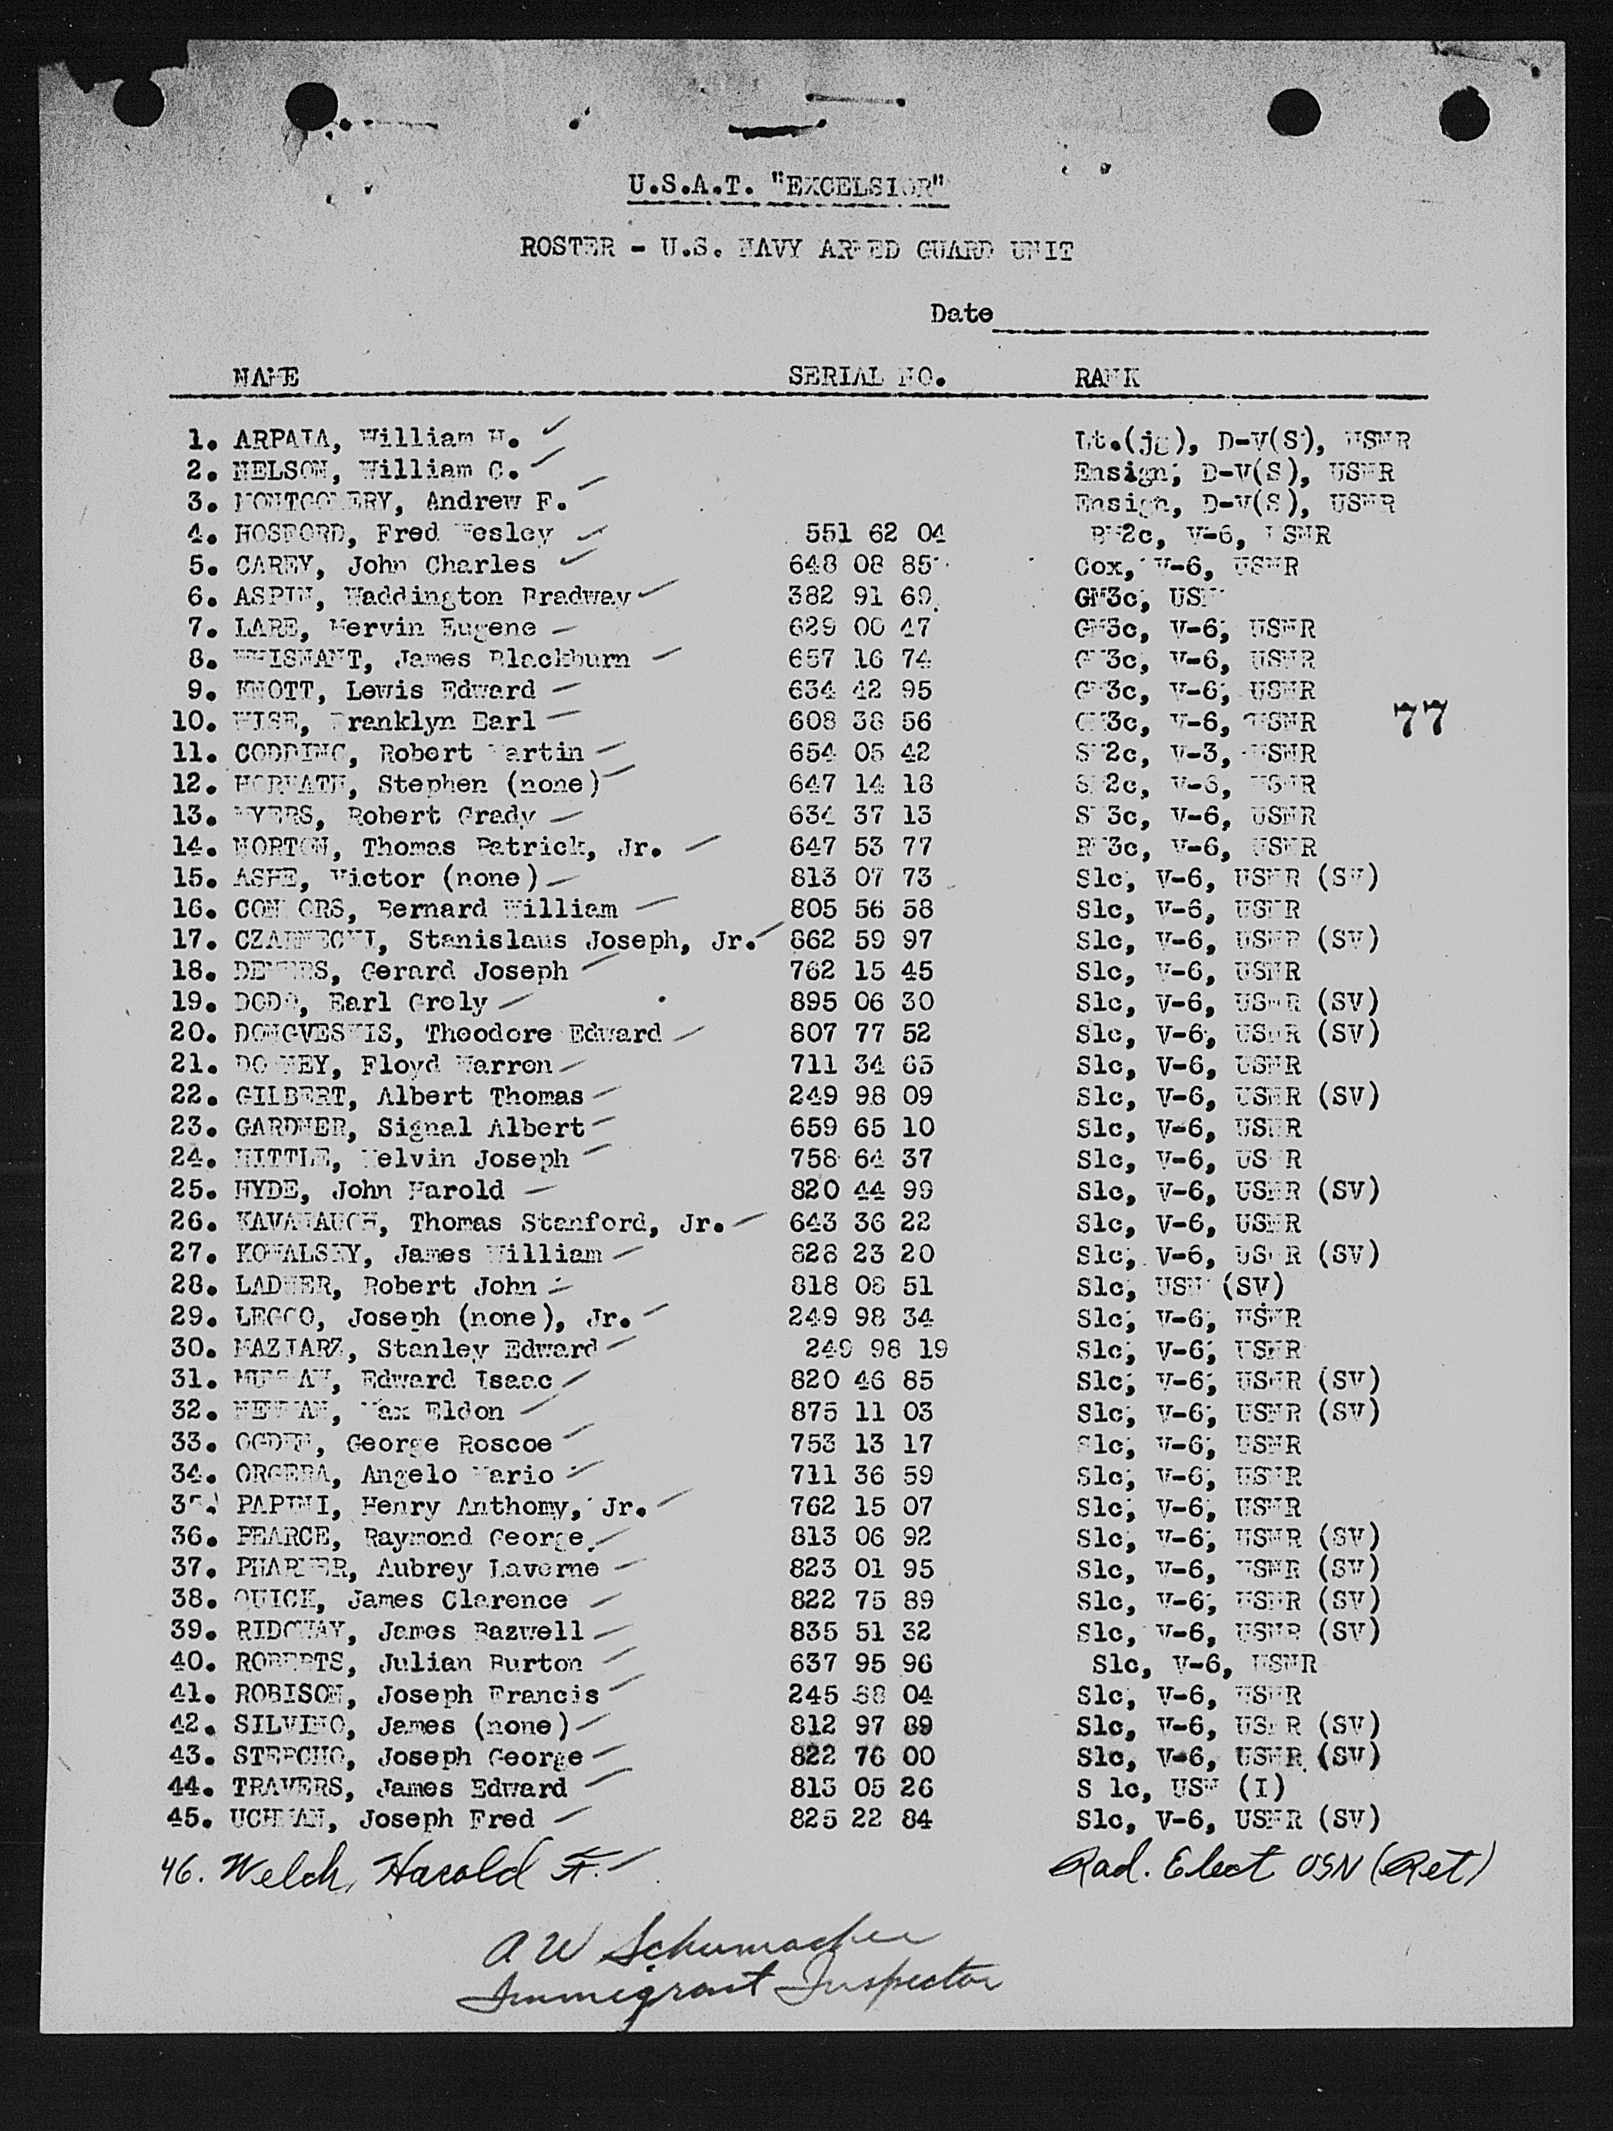 U.S.A.T. "EXCELSIOR"
ROSTER - U.S. NAVY ARMED GUARD UNIT
Date
NAME SERIAL NO. RANK
1. ARPAIA, William H. Lt.(jg), D-V(S), USNR
2. NELSON, William C. Ensign, D-V(S), USNR
3. MONTGOMERY, Andrew F. Ensign, D-V(S), USNR
4. HOSFORD, Fred Wesley 551 62 04 BM2c, V-6, USNR
5. CAREY, John Charles 648 08 85 Cox, V-6, USNR
6. ASPIN, Waddington Bradway 382 91 69 GM3c, USN
7. LARE, Mervin Eugene 629 00 47 GM3c, V-6, USNR
8. WHISNANT, James Blackburn 657 16 74 GM3c, V-6, USNR
9. KNOTT, Lewis Edward 634 42 95 GM3c, V-6, USNR
10. WISE, Franklyn Earl 608 38 56 GM3c, V-6, USNR
77
11. CODDING, Robert Martin 654 05 42 SM2c, V-3, USNR
12. HORVATH, Stephen (none) 647 14 18 SM2c, V-6, USNR
13. MYERS, Robert Grady 634 37 13 SM3c, V-6, USNR
14. NORTON, Thomas Patrick, Jr. 647 53 77 RM3c, V-6, USNR
15. ASHE, Victor (none) 813 07 73 S1c, V-6, USNR (SV)
16. CONNORS, Bernard William 805 56 58 S1c, V-6, USNR
17. CZARNECKI, Stanislaus Joseph, Jr. 862 59 97 S1c, V-6, USNR (SV)
18. Gerard Joseph 762 15 45 S1c, V-6, USNR
19. Earl Groly 895 06 30 S1c, V-6, USNR (SV)
20. DONGVESKIS, Theodore Edward 807 77 52 S1c, V-6, USNR (SV)
21. Floyd Warren 711 34 65 S1c, V-6, USNR
22. GILBERT, Albert Thomas 249 98 09 S1c, V-6, USNR (SV)
23. GARDNER, Signal Albert 659 65 10 S1c, V-6, USNR
24. HITTLE, Melvin Joseph 758 64 37 S1c, V-6, USNR
25. HYDE, John Harold 820 44 99 S1c, V-6, USNR (SV)
26. KAVANAUGH, Thomas Stanford, Jr. 643 36 22 S1c, V-6, USNR
27. KOWALSKY, James William 828 23 20 S1c, V-6, USNR (SV)
28. LADNER, Robert John 818 08 51 S1c, USN (SV)
29. LEGGO, Joseph (none), Jr. 249 98 34 S1c, V-6, USNR
30. MAZIARZ, Stanley Edward 249 98 19 S1c, V-6, USNR
31. Edward Isaac 820 46 85 S1c, V-6, USNR (SV)
32. NEWMAN, Max Eldon 875 11 03 S1c, V-6, USNR (SV)
33. OGDEN, George Roscoe 753 13 17 S1c, V-6, USNR
34. ORGERA, Angelo Mario 711 36 59 S1c, V-6, USNR
35. PAPINI, Henry Anthomy, Jr. 762 15 07 S1c, V-6, USNR
36. PEARCE, Raymond George 813 06 92 S1c, V-6, USNR (SV)
37. PHARMER, Aubrey Laverne 823 01 95 S1c, V-6, USNR (SV)
38. QUICK, James Clarence 822 75 89 S1c, V-6, USNR (SV)
39. RIDGWAY, James Bazwell 835 51 32 S1c, V-6, USNR (SV)
40. ROBERTS, Julian Burton 637 95 96 S1c, V-6, USNR
41. ROBISON, Joseph Francis 245 88 04 S1c, V-6, USNR
42. SILVINO, James (none) 812 97 89 S1c, V-6, USNR (SV)
43. Joseph George 822 76 00 S1c, V-6, USNR (SV)
44. TRAVERS, James Edward 813 05 26 S 1c, USN (I)
45. UCHMAN, Joseph Fred 825 22 84 S1c, V-6, USNR (SV)
46. Welch, Harold F. Rad. Elect USN (Ret)
A W Schumacher
Immigrant Inspector